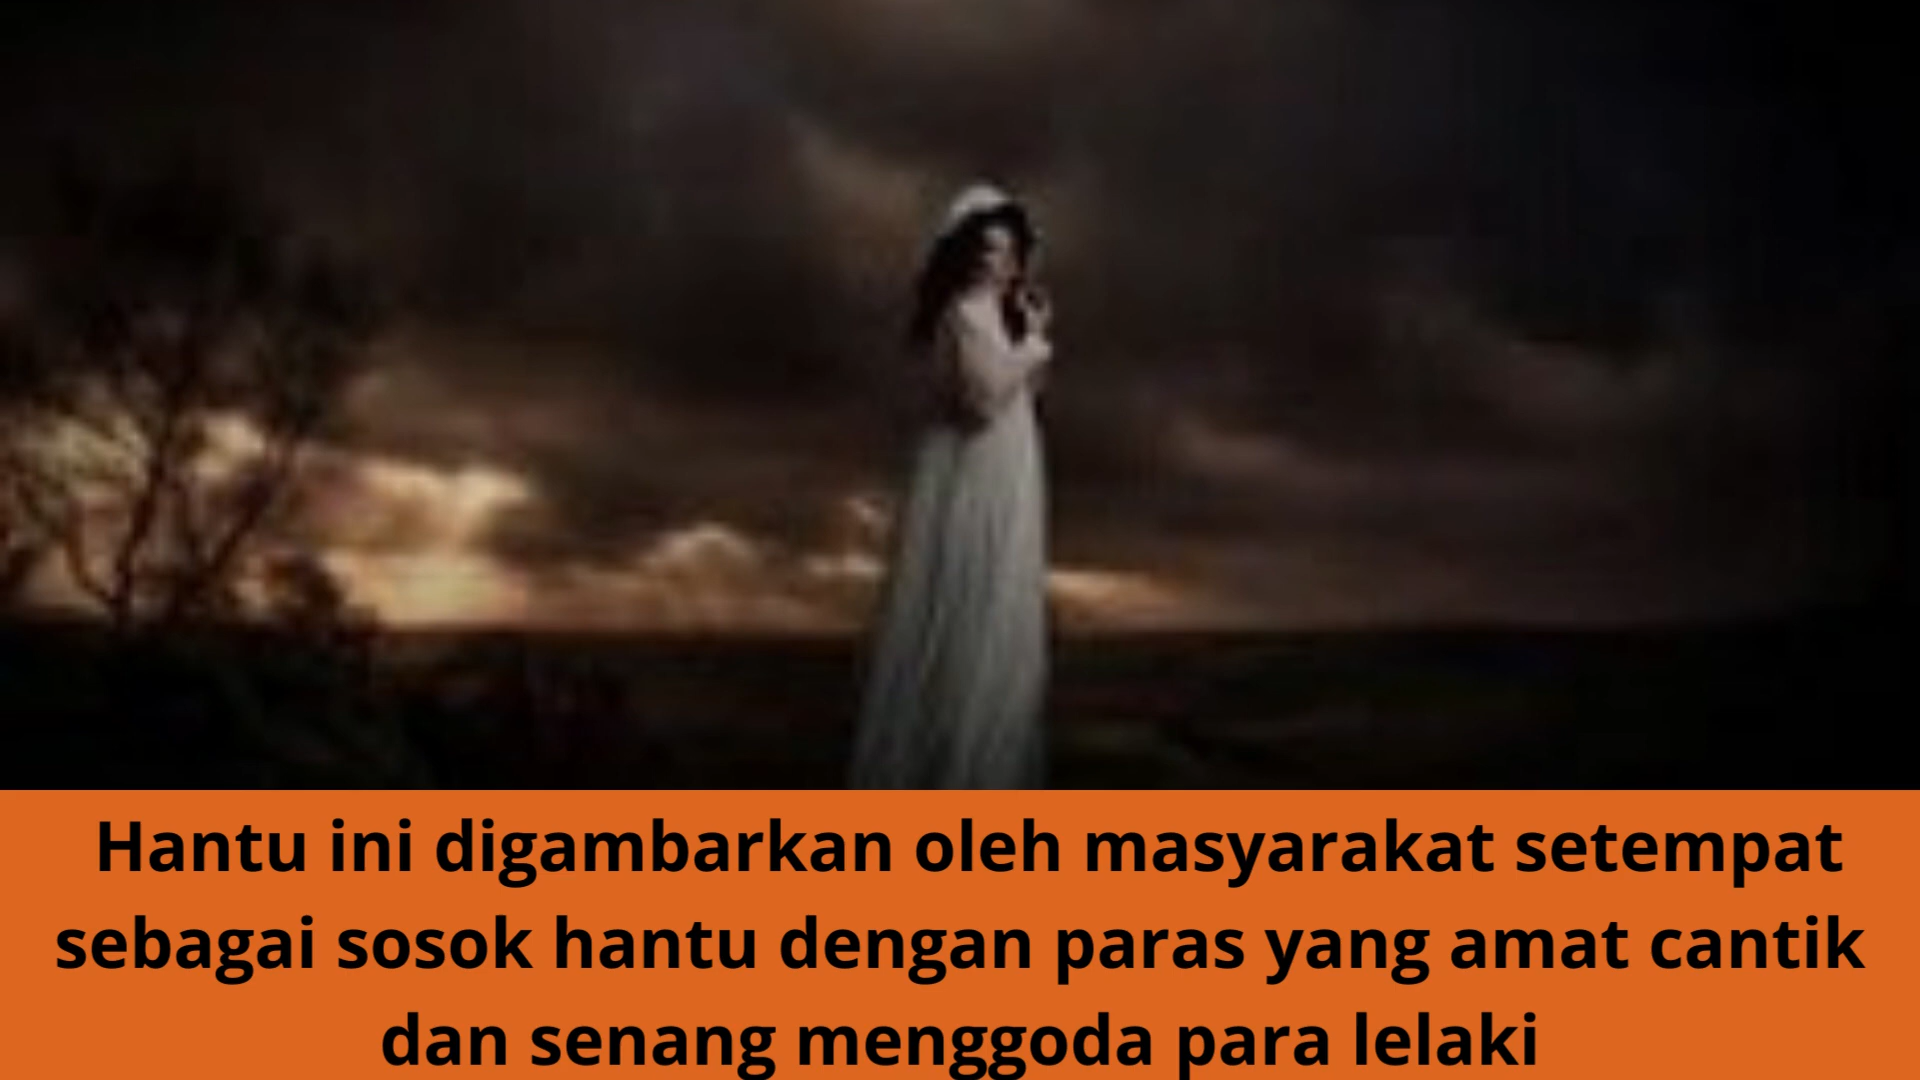 Hantu ini digambarkan oleh masyarakat setempat
sebagai sosok hantu dengan paras yang amat cantik
dan senang menggoda para lelaki